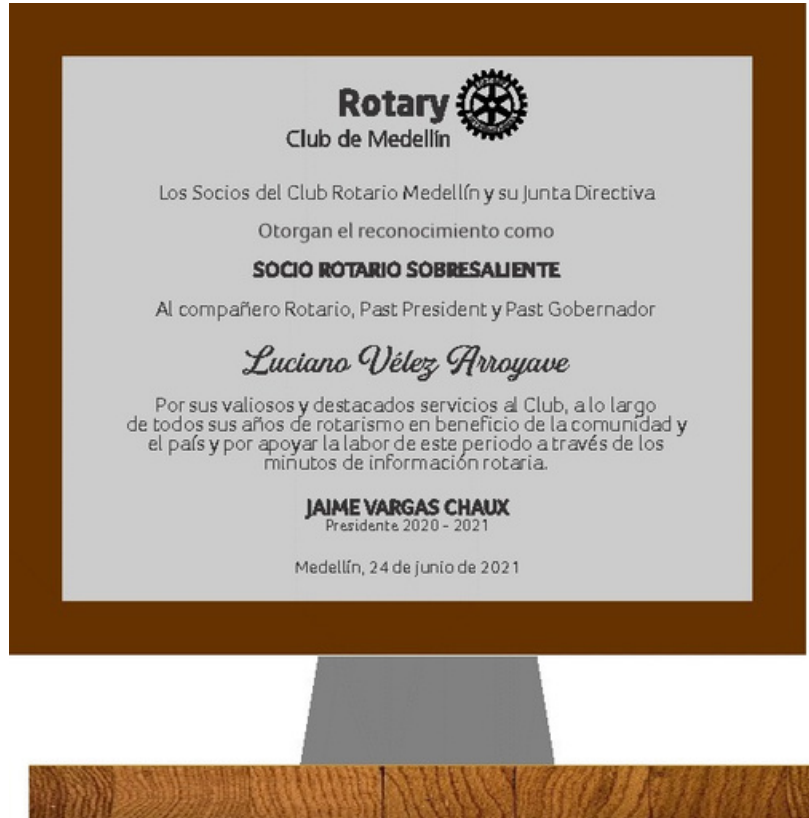 Rotary
Club de Medellín
Los Socios del Club Rotario Medellín y su Junta Directiva
Otorgan el reconocimiento como
SOCIO ROTARIO SOBRESALIENTE
Al compañero Rotario, Past President y Past Gobernador
Luciano Vélez Arroyave
Por sus valiosos y destacados servicios al Club, a lo largo
de todos sus años de rotarismo en beneficio de la comunidad y
el país y por apoyar la labor de este periodo a través de los
minutos de información rotaria.
JAIME VARGAS CHAUX
Presidente 2020 - 2021
Medellín, 24 de junio de 2021